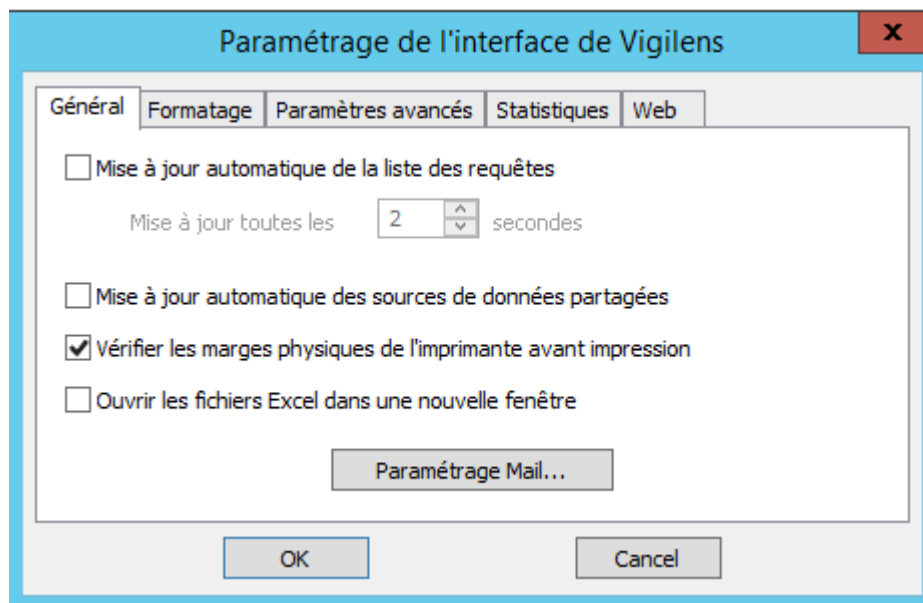 Paramétrage de l'interface de Vigilens
x
Général Formatage Paramètres avancés Statistiques Web
Mise à jour automatique de la liste des requêtes
Mise à jour toutes les 2 secondes
Mise à jour automatique des sources de données partagées
Vérifier les marges physiques de l'imprimante avant impression
Ouvrir les fichiers Excel dans une nouvelle fenêtre
Paramétrage Mail...
OK Cancel